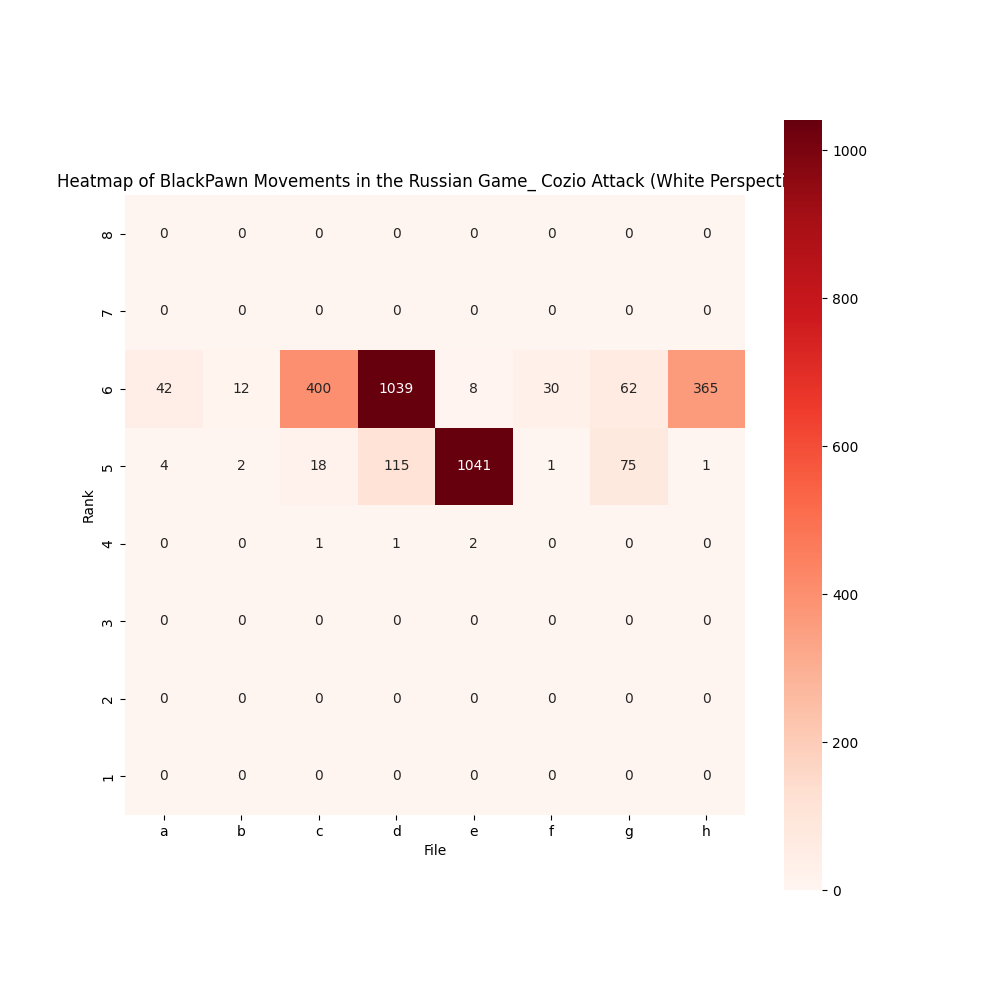 Heatmap of BlackPawn Movements in the Russian Game_ Cozio Attack (White Perspecti
1000
800
600
400
200
0
Rank
8 0 0 0 0 0 0 0 0
7 0 0 0 0 0 0 0 0
6 42 12 400 1039 8 30 62 365
5 4 2 18 115 1041 1 75 1
4 0 0 1 1 2 0 0 0
3 0 0 0 0 0 0 0 0
2 0 0 0 0 0 0 0 0
1 0 0 0 0 0 0 0 0
a b c d e f g h
File